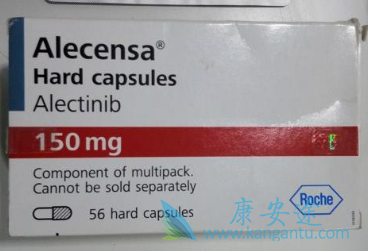 Alecensa®
Hard capsules
Alectinib
150 mg
Component of multipack.
Cannot be sold separately
56 hard capsules
Roche
康安途
www.kangantu.com